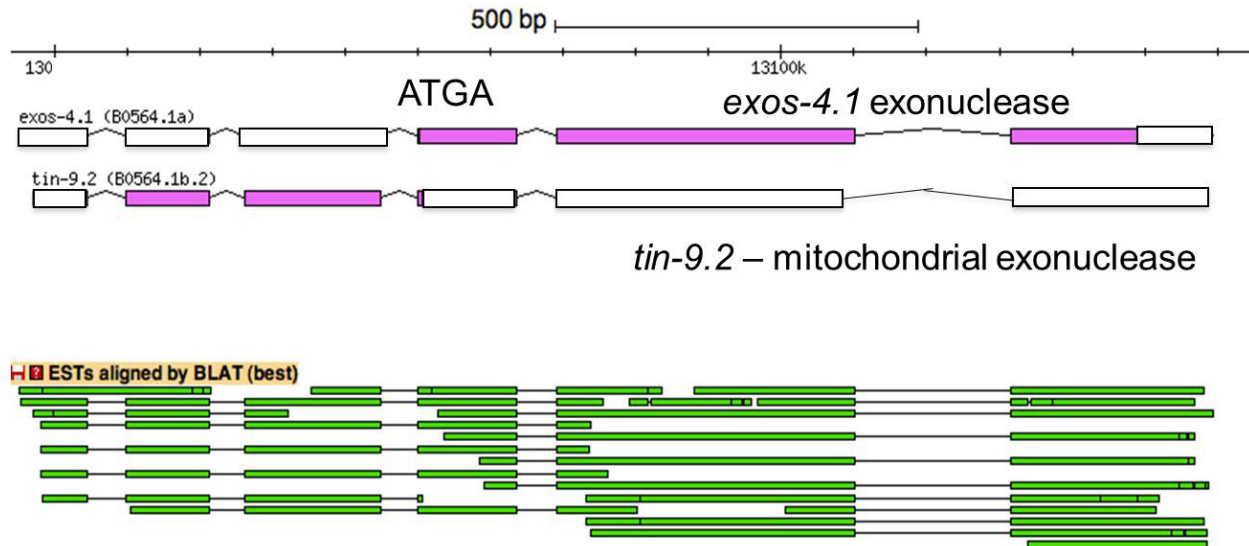 500 bp
130
13100k
ATGA
exos-4.1 exonuclease
exos-4.1 (B0564.1a)
tin-9.2 (B0564.1b.2)
tin-9.2 – mitochondrial exonuclease
ESTs aligned by BLAT (best)